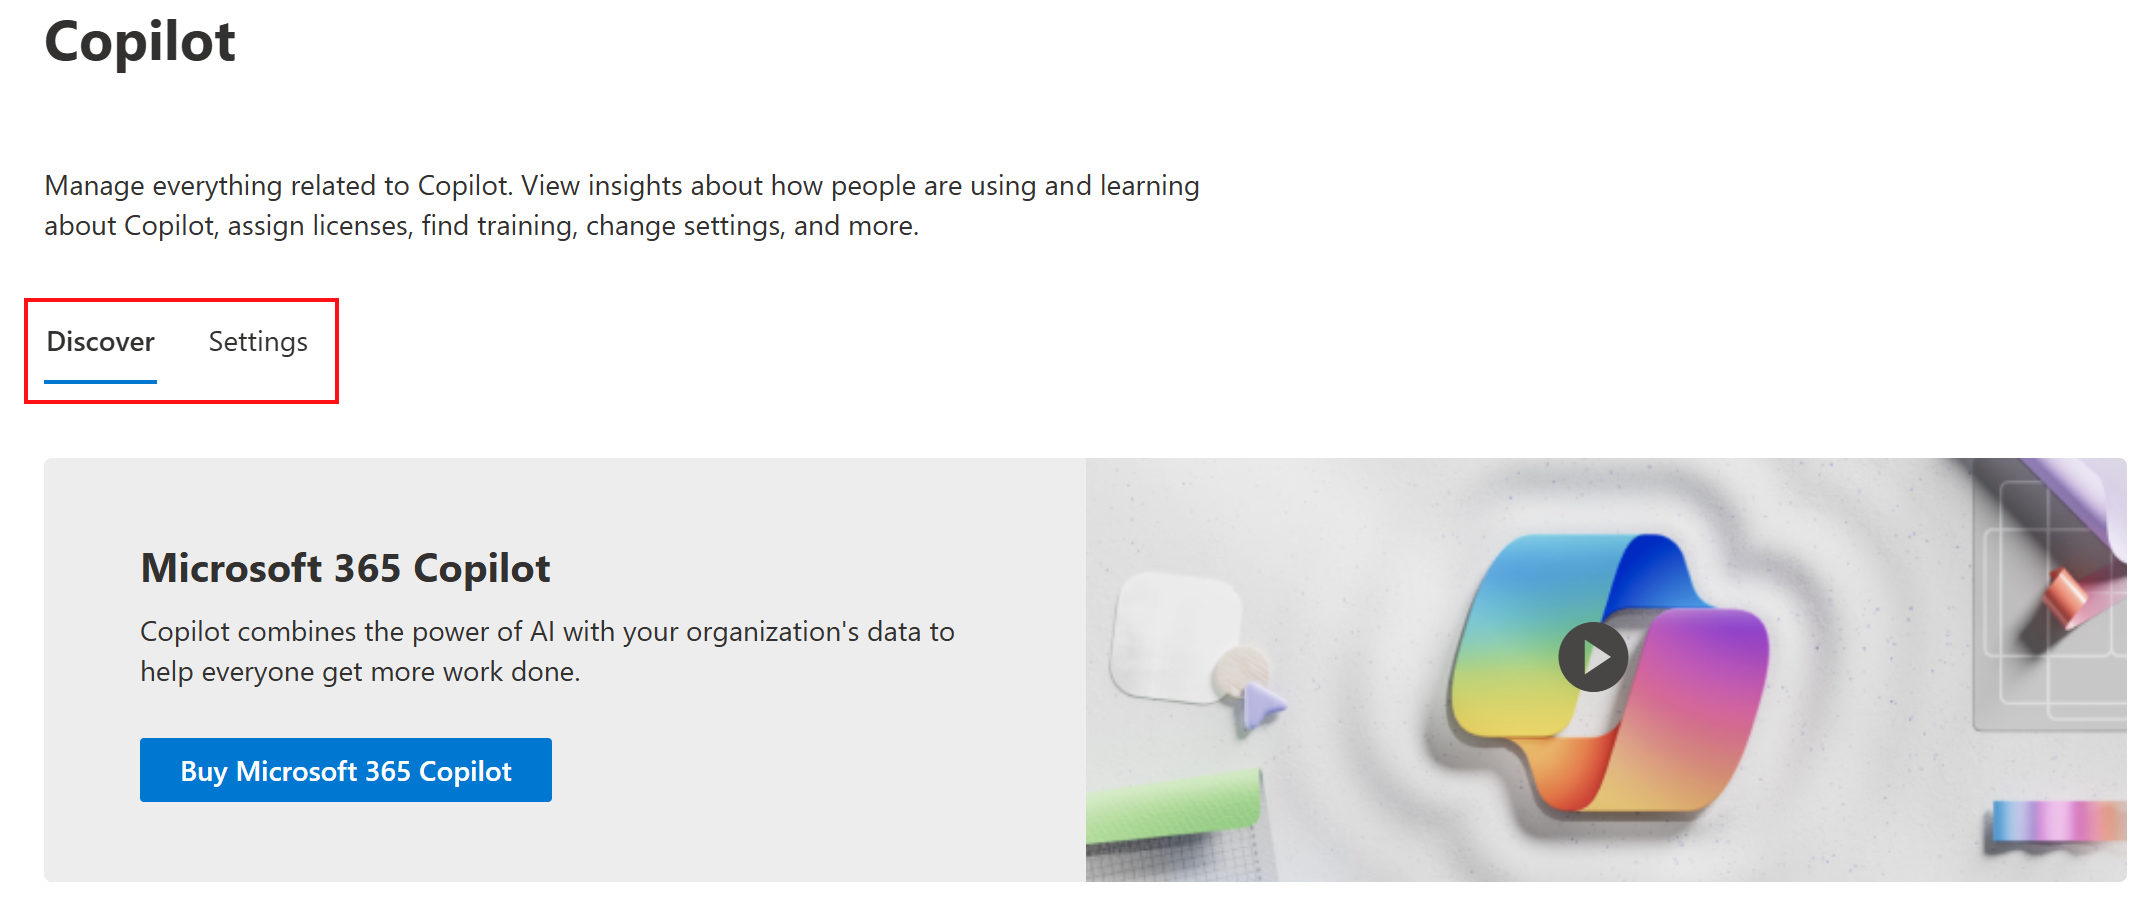 Copilot
Manage everything related to Copilot. View insights about how people are using and learning
about Copilot, assign licenses, find training, change settings, and more.
Discover Settings
Microsoft 365 Copilot
Copilot combines the power of AI with your organization's data to
help everyone get more work done.
Buy Microsoft 365 Copilot